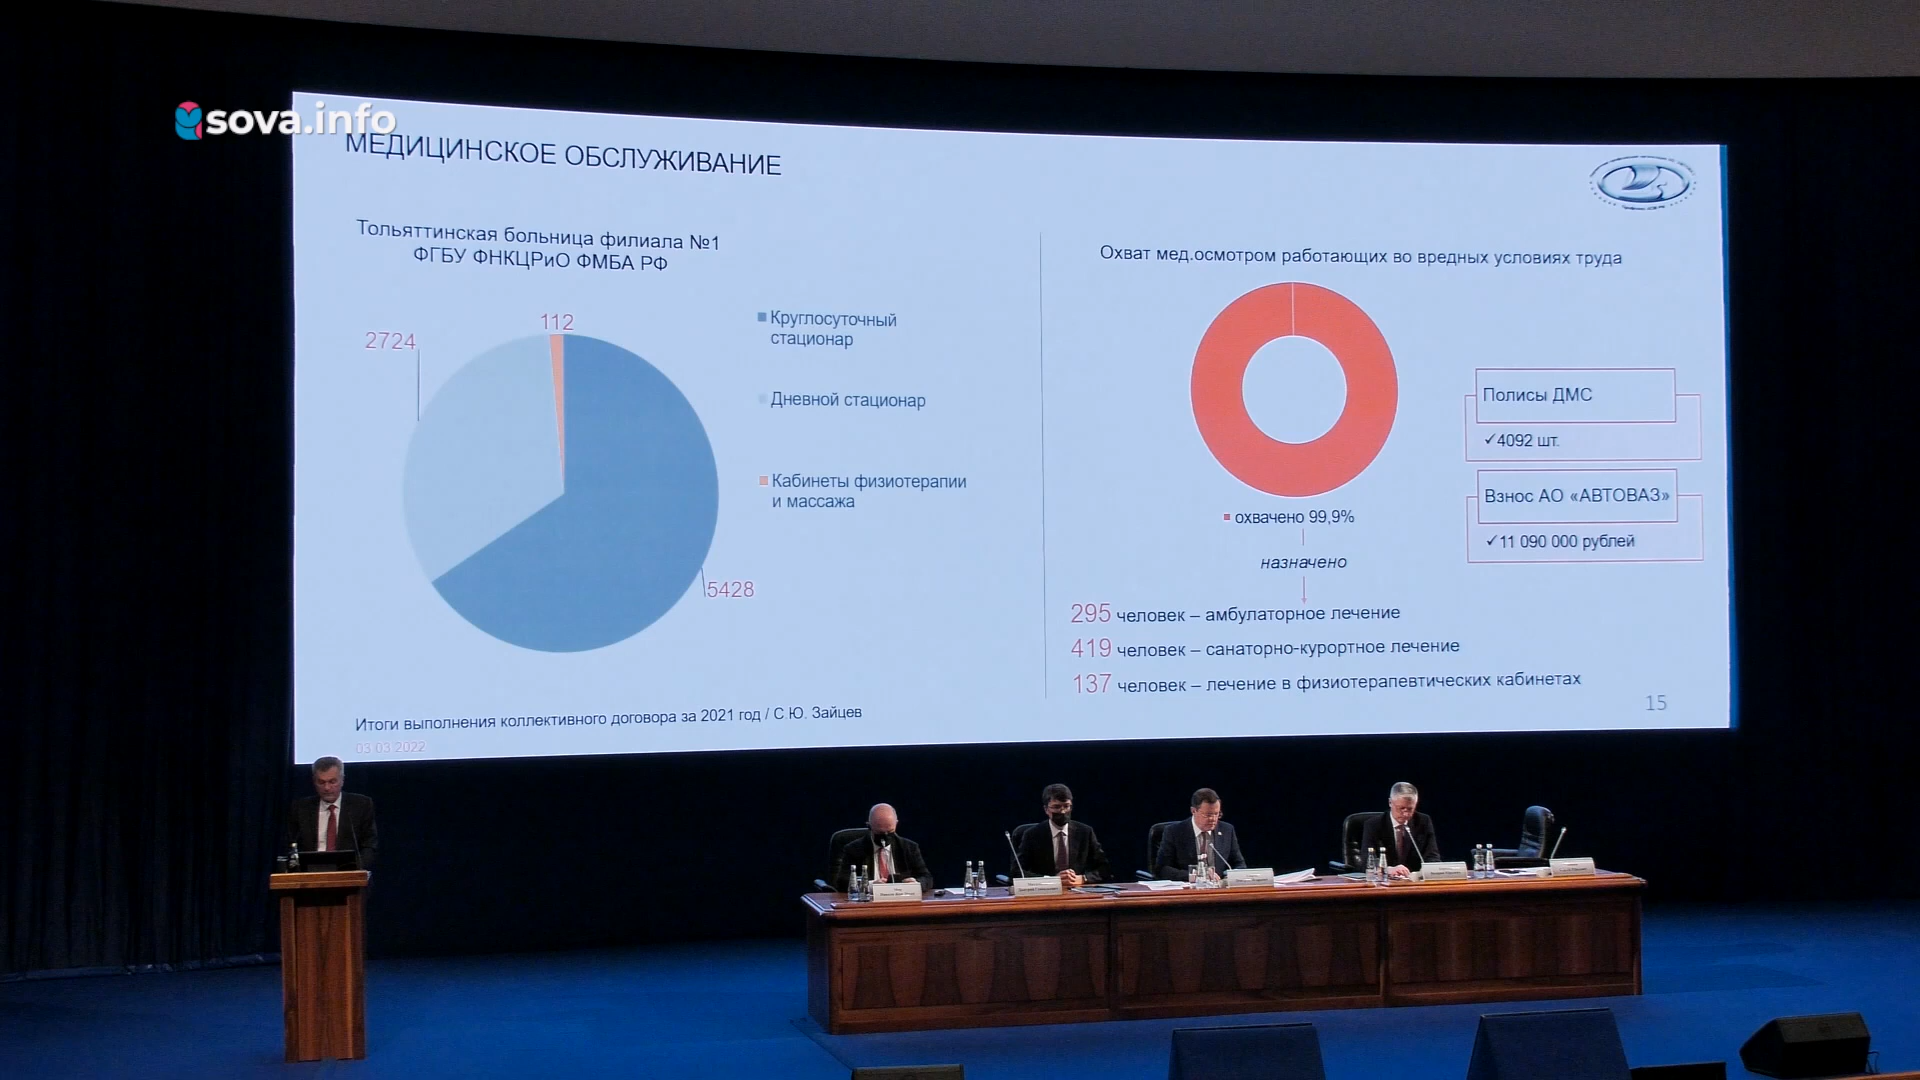 sova.info
МЕДИЦИНСКОЕ ОБСЛУЖИВАНИЕ
Тольяттинская больница филиала №1
ФГБУ ФНКЦРиО ФМБА РФ
2724
112
5428
Круглосуточный
стационар
Дневной стационар
Кабинеты физиотерапии
и массажа
Охват мед.осмотром работающих во вредных условиях труда
охвачено 99,9%
назначено
295 человек – амбулаторное лечение
419 человек – санаторно-курортное лечение
137 человек – лечение в физиотерапевтических кабинетах
Полисы ДМС
✓4092 шт.
Взнос АО «АВТОВАЗ»
✓11 090 000 рублей
15
Итоги выполнения коллективного договора за 2021 год / С.Ю. Зайцев
03.03.2022